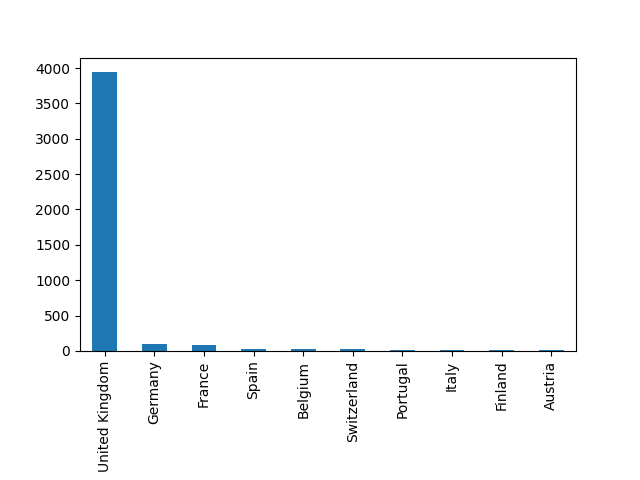 4000
3500
3000
2500
2000
1500
1000
500
0
United Kingdom
Germany
France
Spain
Belgium
Switzerland
Portugal
Italy
Finland
Austria